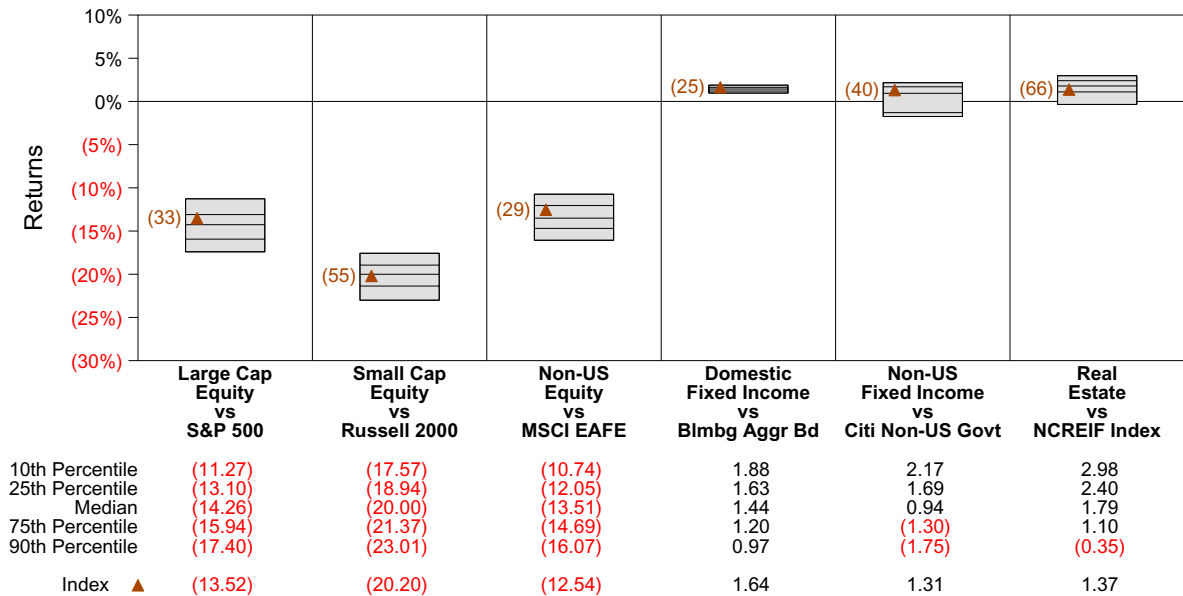 10%
5%
0%
(5%)
(10%)
(15%)
(20%)
(25%)
(30%)
Returns
(33)
(55)
(29)
(25)
(40)
(66)
Large Cap Equity vs S&P 500
Small Cap Equity vs Russell 2000
Non-US Equity vs MSCI EAFE
Domestic Fixed Income vs Blmbg Aggr Bd
Non-US Fixed Income vs Citi Non-US Govt
Real Estate vs NCREIF Index
10th Percentile (11.27) (17.57) (10.74) 1.88 2.17 2.98
25th Percentile (13.10) (18.94) (12.05) 1.63 1.69 2.40
Median (14.26) (20.00) (13.51) 1.44 0.94 1.79
75th Percentile (15.94) (21.37) (14.69) 1.20 (1.30) 1.10
90th Percentile (17.40) (23.01) (16.07) 0.97 (1.75) (0.35)
Index (13.52) (20.20) (12.54) 1.64 1.31 1.37